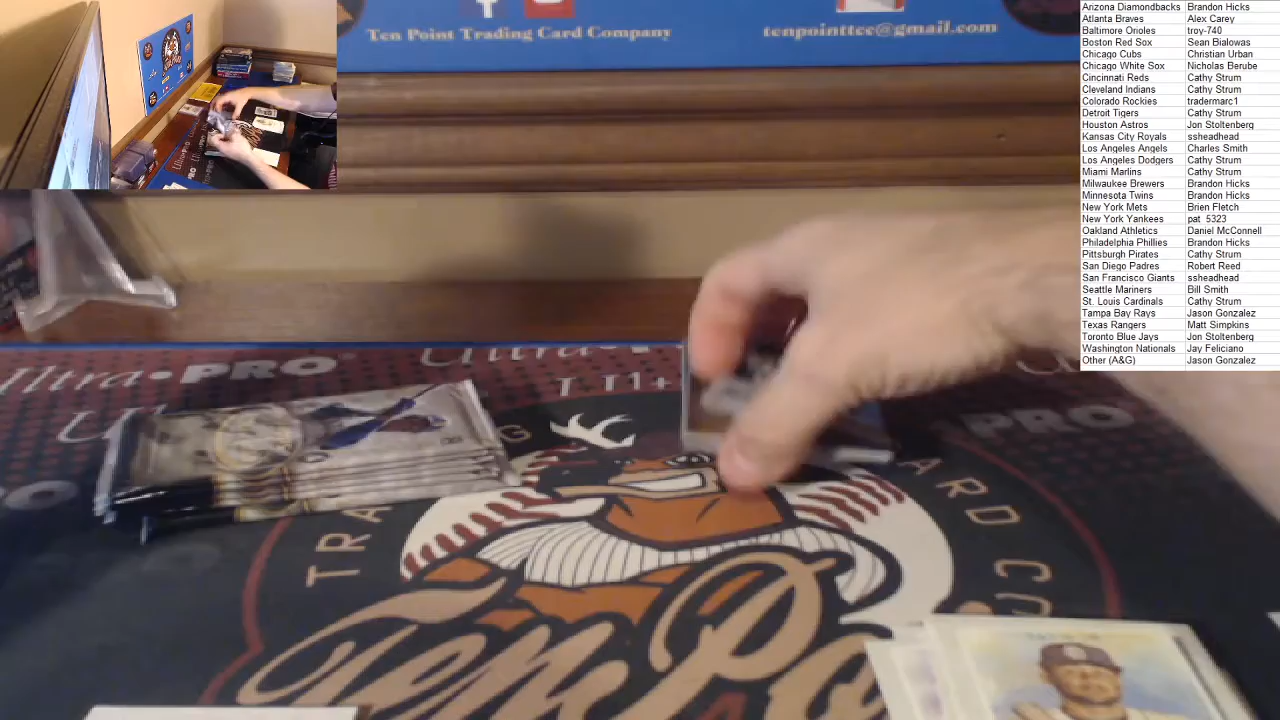 Ten Point Trading Card Company
tenpointtcc@gmail.com
Arizona Diamondbacks Brandon Hicks
Atlanta Braves Alex Carey
Baltimore Orioles troy-740
Boston Red Sox Sean Bialowas
Chicago Cubs Christian Urban
Chicago White Sox Nicholas Berube
Cincinnati Reds Cathy Strum
Cleveland Indians Cathy Strum
Colorado Rockies tradermarc1
Detroit Tigers Cathy Strum
Houston Astros Jon Stoltenberg
Kansas City Royals ssheadhead
Los Angeles Angels Charles Smith
Los Angeles Dodgers Cathy Strum
Miami Marlins Cathy Strum
Milwaukee Brewers Brandon Hicks
Minnesota Twins Brandon Hicks
New York Mets Brien Fletch
New York Yankees pat_5323
Oakland Athletics Daniel McConnell
Philadelphia Phillies Brandon Hicks
Pittsburgh Pirates Cathy Strum
San Diego Padres Robert Reed
San Francisco Giants ssheadhead
Seattle Mariners Bill Smith
St. Louis Cardinals Cathy Strum
Tampa Bay Rays Jason Gonzalez
Texas Rangers Matt Simpkins
Toronto Blue Jays Jon Stoltenberg
Washington Nationals Jay Feliciano
Other (A&G) Jason Gonzalez
Ultra•PRO
PRO
TRA
ARD CO
Ten Po